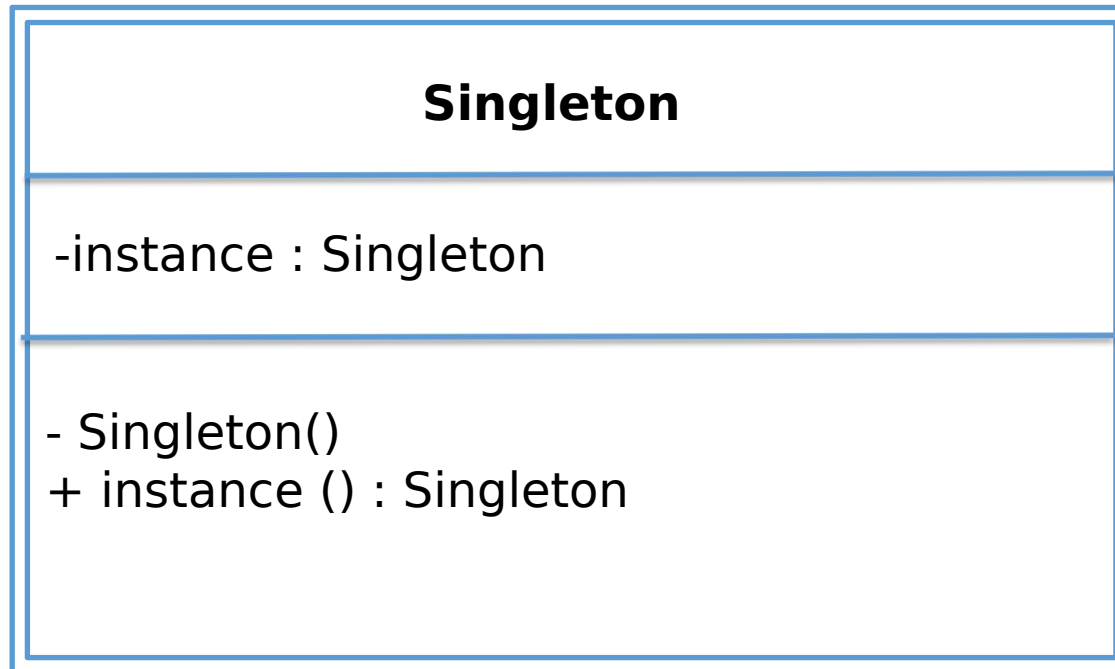 Singleton
-instance : Singleton
- Singleton()
+ instance () : Singleton